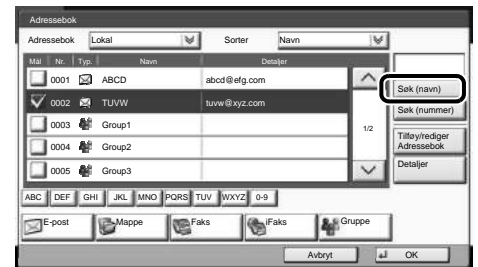 Adressebok
Adressebok Lokal Sorter Navn
Mål Nr. Typ. Navn Detaljer
0001 ABCD abcd@efg.com
0002 TUVW tuvw@xyz.com
0003 Group1
0004 Group2
0005 Group3
1/2
Søk (navn)
Søk (nummer)
Tilføy/rediger
Adressebok
Detaljer
ABC DEF GHI JKL MNO PQRS TUV WXYZ 0-9
E-post Mappe Faks iFaks Gruppe
Avbryt OK